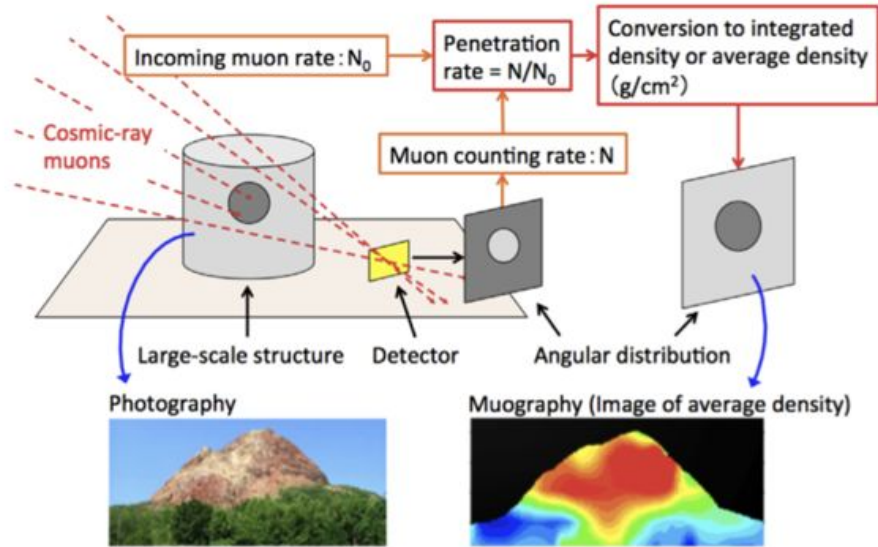 Incoming muon rate : N₀
Penetration
rate = N/N₀
Conversion to integrated
density or average density
(g/cm²)
Cosmic-ray
muons
Muon counting rate : N
Large-scale structure
Detector
Angular distribution
Photography
Muography (Image of average density)